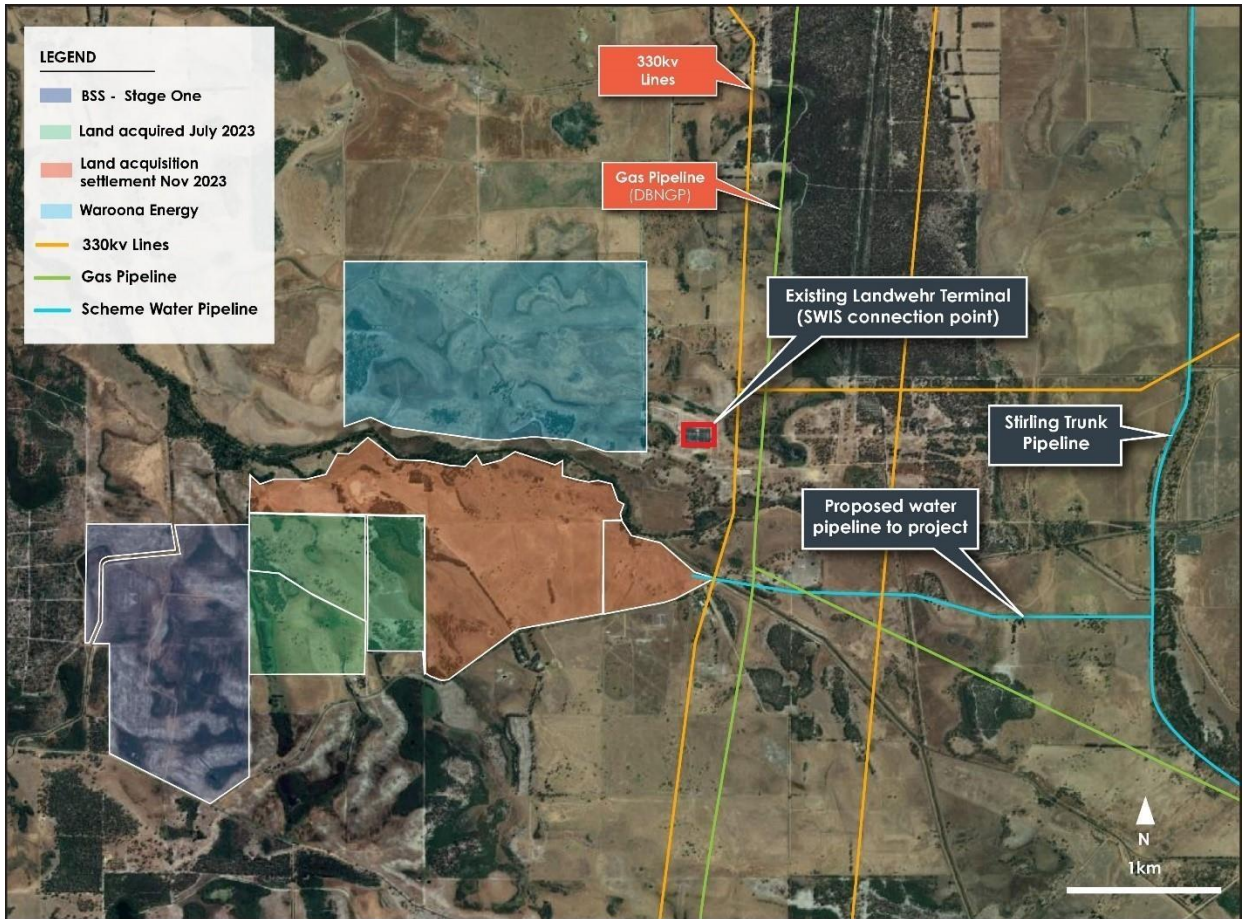 LEGEND
BSS - Stage One
Land acquired July 2023
Land acquisition
settlement Nov 2023
Waroona Energy
330kv Lines
Gas Pipeline
Scheme Water Pipeline
330kv
Lines
Gas Pipeline
(DBNGP)
Existing Landwehr Terminal
(SWIS connection point)
Stirling Trunk
Pipeline
Proposed water
pipeline to project
N
1km